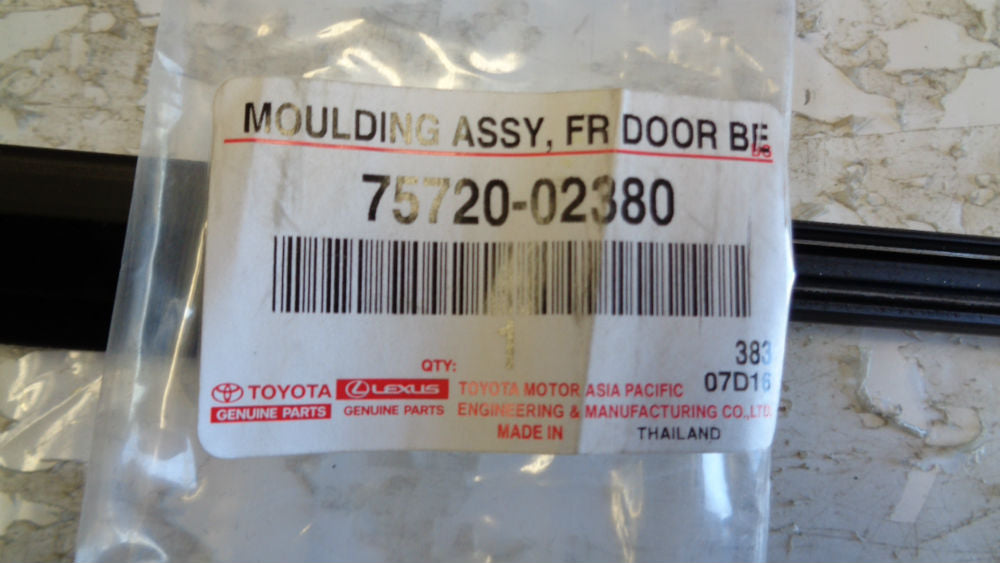 MOULDING ASSY, FR DOOR BE
75720-02380
QTY:
383
07D16
TOYOTA
GENUINE PARTS
LEXUS
GENUINE PARTS
TOYOTA MOTOR ASIA PACIFIC
ENGINEERING & MANUFACTURING CO.,LTD.
MADE IN THAILAND